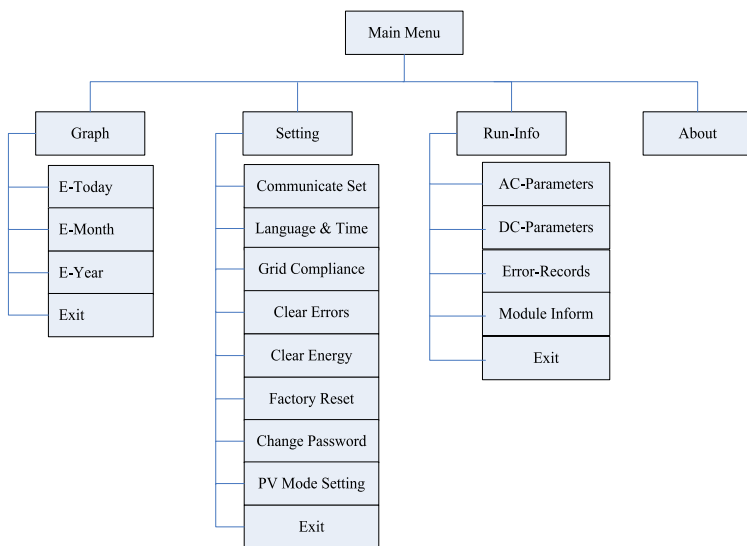 Main Menu
Graph
E-Today
E-Month
E-Year
Exit
Setting
Communicate Set
Language & Time
Grid Compliance
Clear Errors
Clear Energy
Factory Reset
Change Password
PV Mode Setting
Exit
Run-Info
AC-Parameters
DC-Parameters
Error-Records
Module Inform
Exit
About